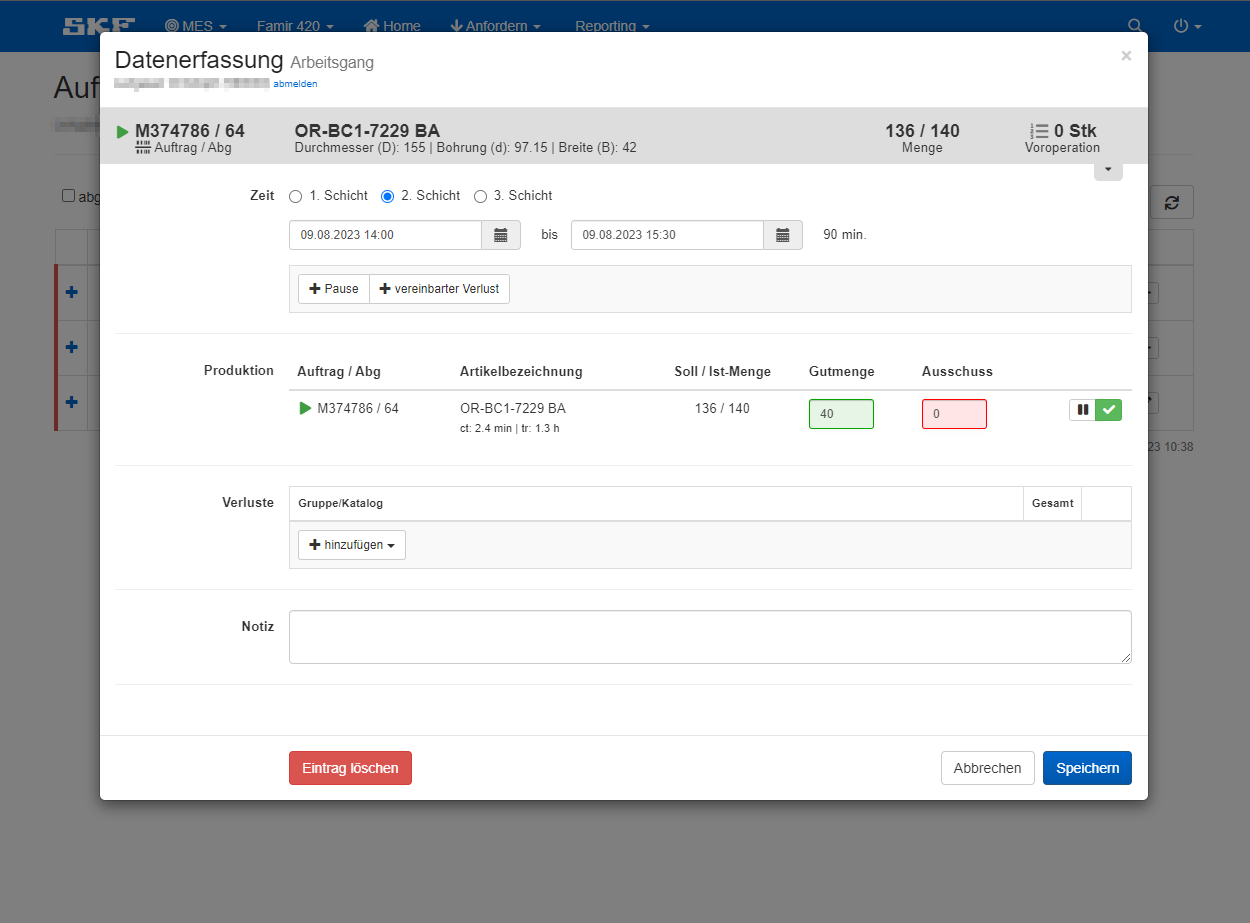 SKF MES Famir 420 Home Anfordern Reporting
Auf
Datenerfassung Arbeitsgang
×
abmelden
M374786 / 64
Auftrag / Abg
OR-BC1-7229 BA
Durchmesser (D): 155 | Bohrung (d): 97.15 | Breite (B): 42
136 / 140
Menge
0 Stk
Voroperation
abg
Zeit 1. Schicht 2. Schicht 3. Schicht
09.08.2023 14:00 bis 09.08.2023 15:30 90 min.
Pause vereinbarter Verlust
Produktion Auftrag / Abg Artikelbezeichnung Soll / Ist-Menge Gutmenge Ausschuss
M374786 / 64 OR-BC1-7229 BA 136 / 140 40 0
ct: 2.4 min | tr: 1.3 h
23 10:38
Verluste Gruppe/Katalog Gesamt
hinzufügen
Notiz
Eintrag löschen Abbrechen Speichern